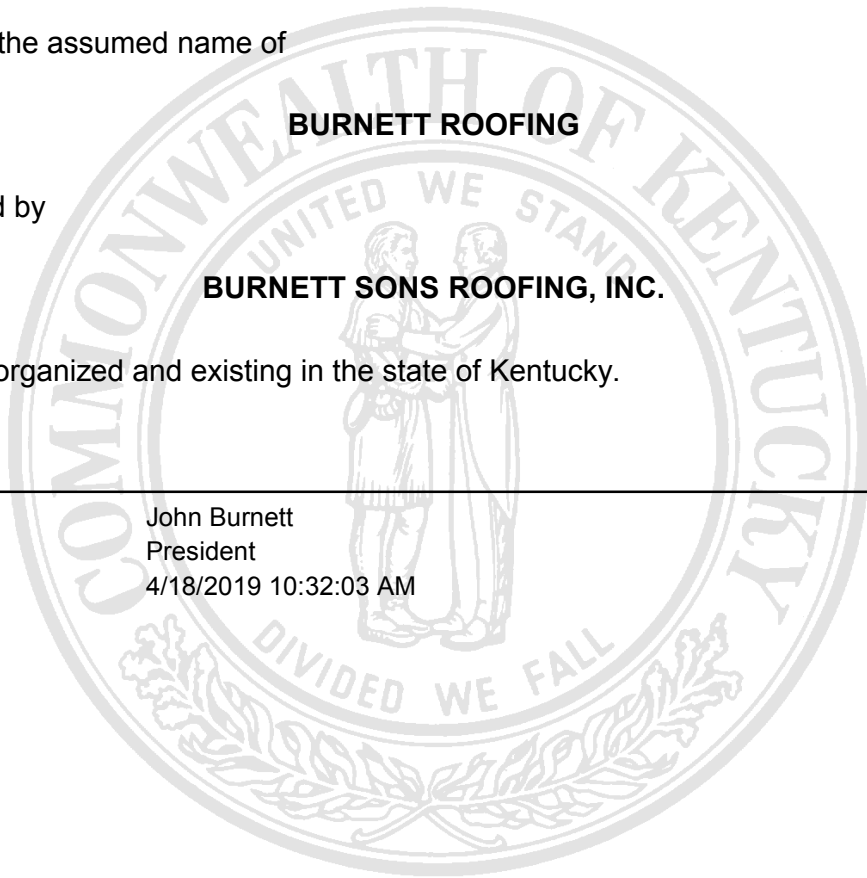 the assumed name of
BURNETT ROOFING
d by
BURNETT SONS ROOFING, INC.
organized and existing in the state of Kentucky.
John Burnett
President
4/18/2019 10:32:03 AM
COMMONWEALTH OF KENTUCKY
UNITED WE STAND
DIVIDED WE FALL